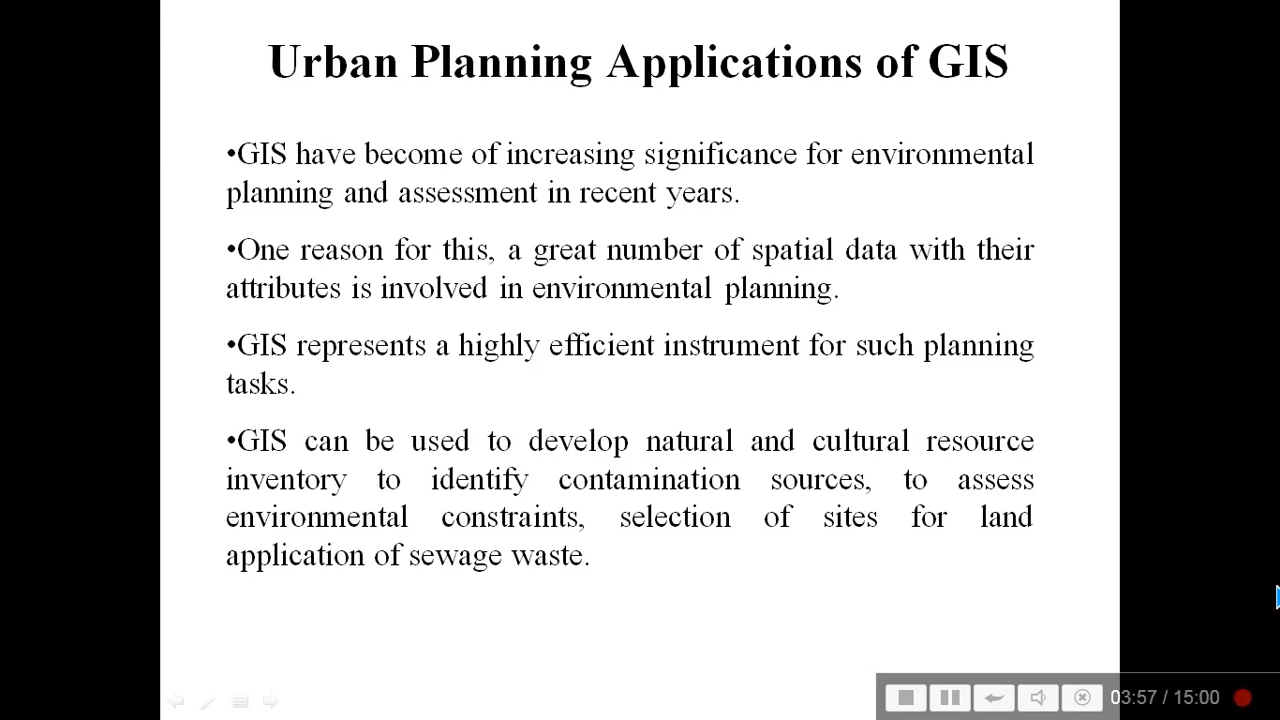 Urban Planning Applications of GIS
•GIS have become of increasing significance for environmental
planning and assessment in recent years.
•One reason for this, a great number of spatial data with their
attributes is involved in environmental planning.
•GIS represents a highly efficient instrument for such planning
tasks.
•GIS can be used to develop natural and cultural resource
inventory to identify contamination sources, to assess
environmental constraints, selection of sites for land
application of sewage waste.
03:57 / 15:00